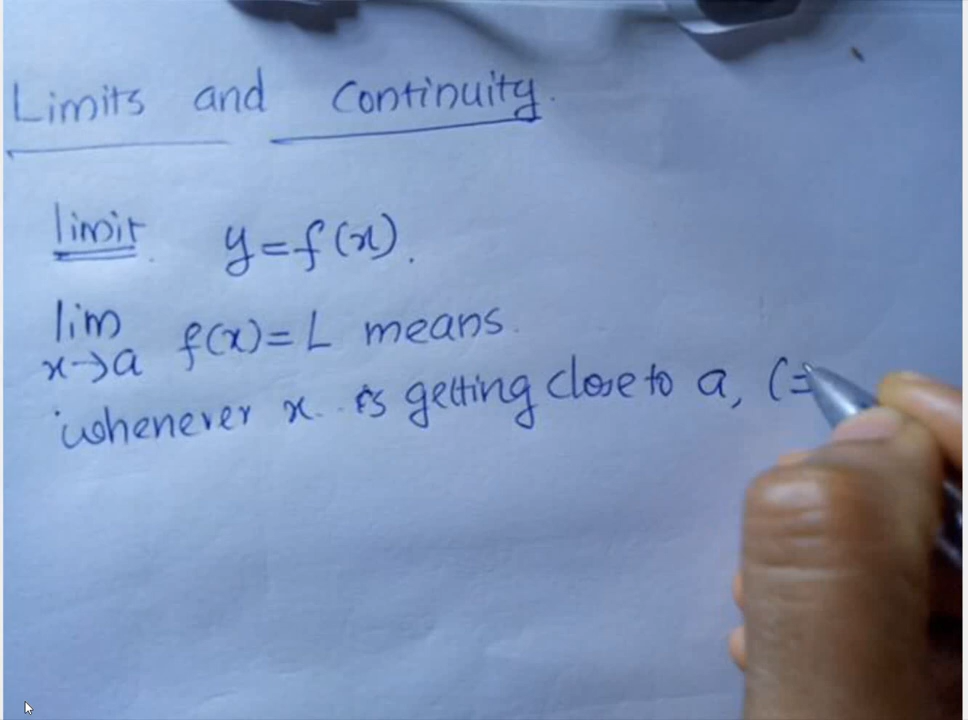 Limits and Continuity.
limit y=f(x).
lim f(x)=L means.
x→a
whenever x. is getting close to a, (=